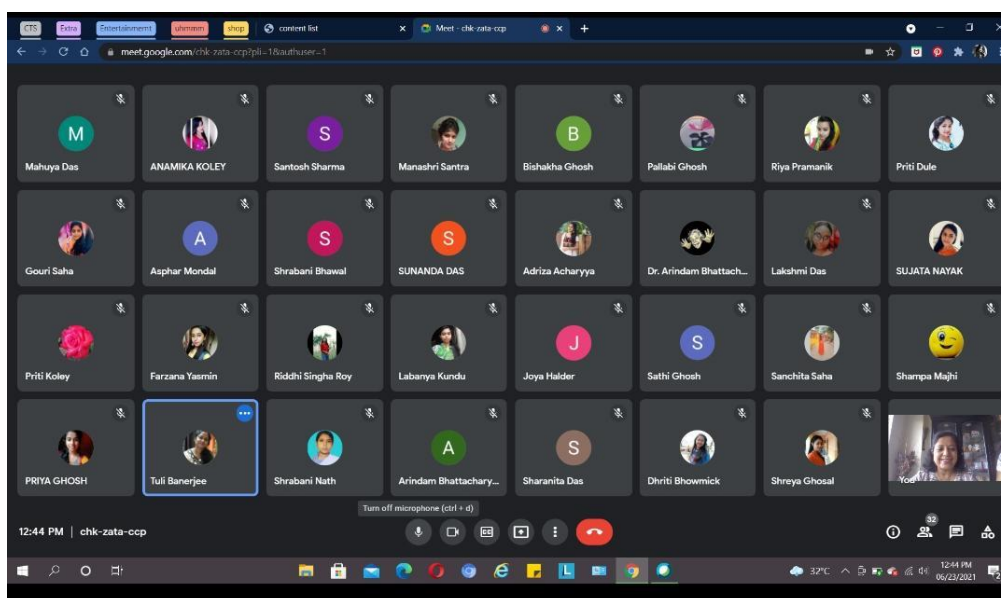 CTS Extra Entertainmemt uhmmm shop content list Meet - chk-zata-ccp
meet.google.com/chk-zata-ccp?pli=1&authuser=1
M S B
Mahuya Das ANAMIKA KOLEY Santosh Sharma Manashri Santra Bishakha Ghosh Pallabi Ghosh Riya Pramanik Priti Dule
A S S
Gouri Saha Asphar Mondal Shrabani Bhawal SUNANDA DAS Adriza Acharyya Dr. Arindam Bhattach... Lakshmi Das SUJATA NAYAK
J S
Priti Koley Farzana Yasmin Riddhi Singha Roy Labanya Kundu Joya Halder Sathi Ghosh Sanchita Saha Shampa Majhi
A S
PRIYA GHOSH Tuli Banerjee Shrabani Nath Arindam Bhattachary... Sharanita Das Dhriti Bhowmick Shreya Ghosal You
Turn off microphone (ctrl + d)
12:44 PM | chk-zata-ccp CC 32
L 32°C 12:44 PM
06/23/2021 2